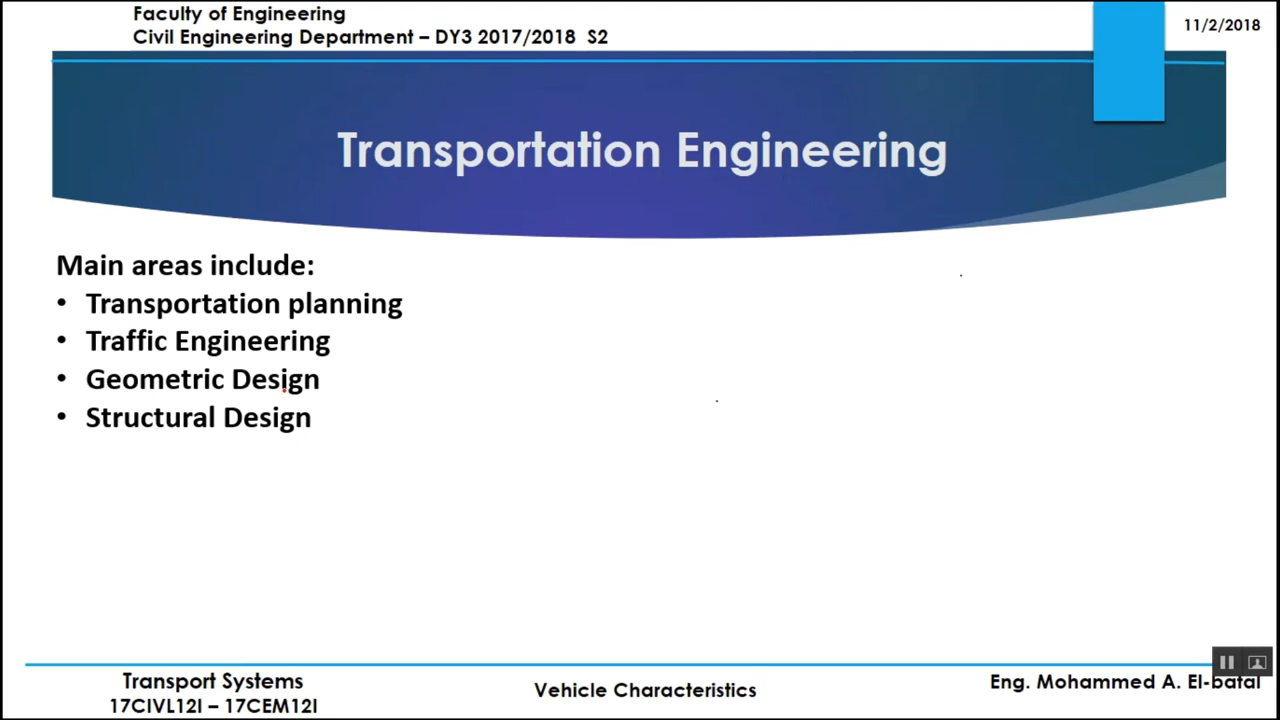 Faculty of Engineering
Civil Engineering Department – DY3 2017/2018 S2
11/2/2018
Transportation Engineering
Main areas include:
• Transportation planning
• Traffic Engineering
• Geometric Design
• Structural Design
Transport Systems
17CIVL12I – 17CEM12I
Vehicle Characteristics
Eng. Mohammed A. El-batal